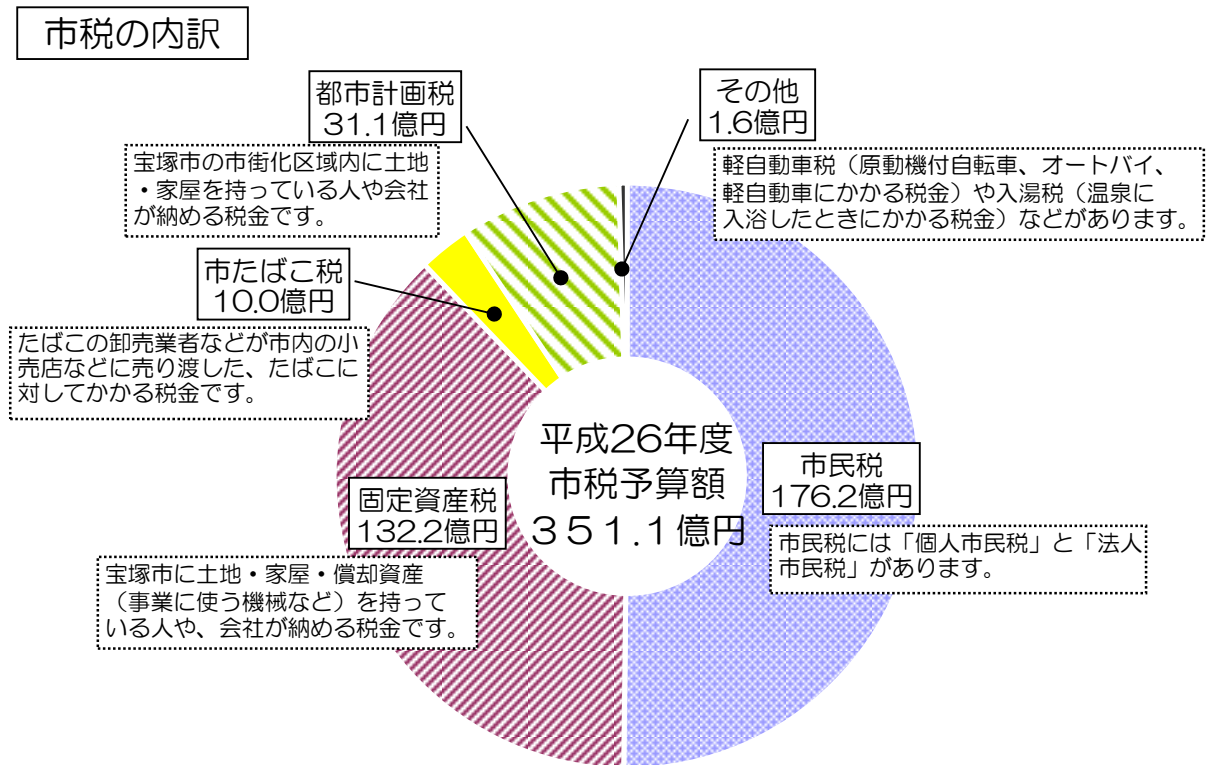 市税の内訳
都市計画税
31.1億円
宝塚市の市街化区域内に土地
・家屋を持っている人や会社
が納める税金です。
その他
1.6億円
軽自動車税（原動機付自転車、オートバイ、
軽自動車にかかる税金）や入湯税（温泉に
入浴したときにかかる税金）などがあります。
市たばこ税
10.0億円
たばこの卸売業者などが市内の小
売店などに売り渡した、たばこに
対してかかる税金です。
平成26年度
市税予算額
３５１.１億円
市民税
176.2億円
市民税には「個人市民税」と「法人
市民税」があります。
固定資産税
132.2億円
宝塚市に土地・家屋・償却資産
（事業に使う機械など）を持って
いる人や、会社が納める税金です。